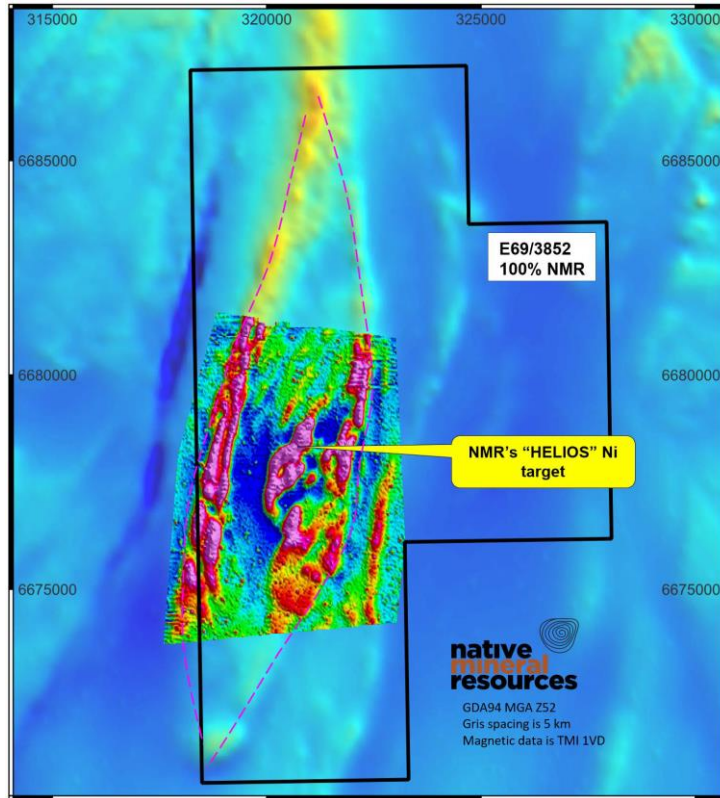 315000 320000 325000 330000
6685000 6685000
E69/3852
100% NMR
6680000 6680000
NMR's “HELIOS” Ni
target
6675000 6675000
native
mineral
resources
GDA94 MGA Z52
Gris spacing is 5 km
Magnetic data is TMI 1VD